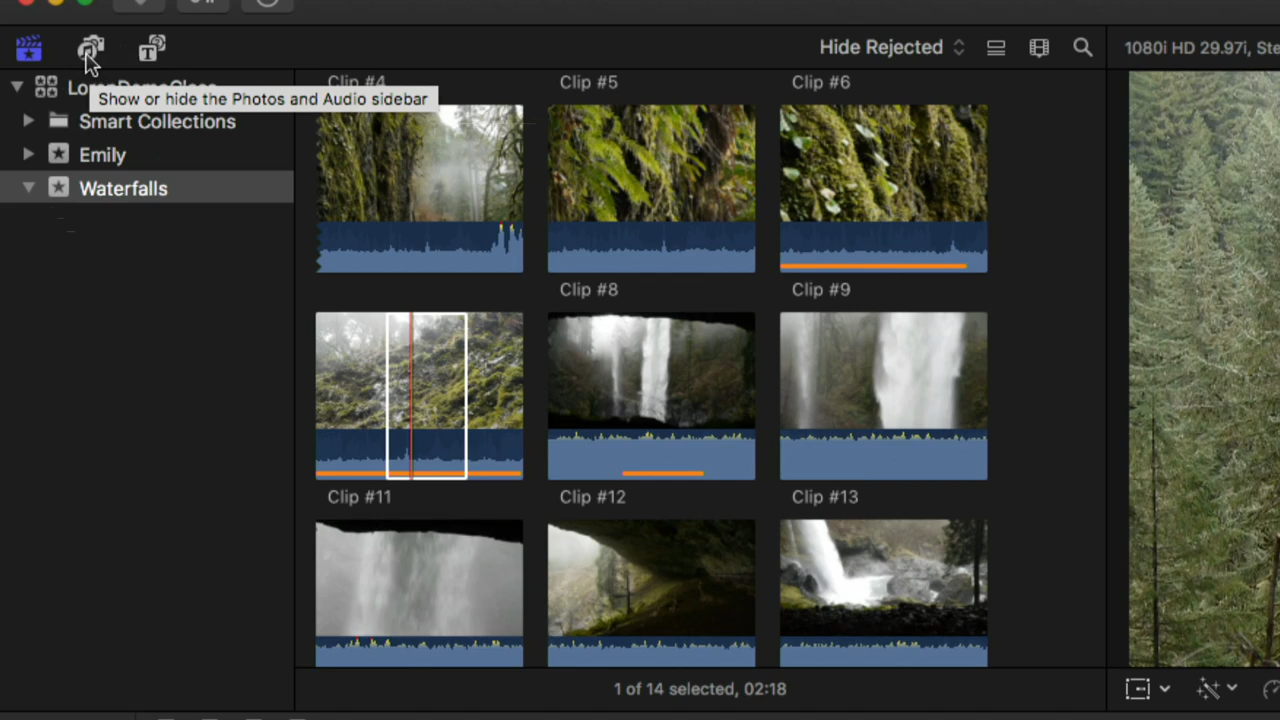 Hide Rejected
1080i HD 29.97i, Ste
Show or hide the Photos and Audio sidebar
Smart Collections
Emily
Waterfalls
Clip #4
Clip #5
Clip #6
Clip #8
Clip #9
Clip #11
Clip #12
Clip #13
1 of 14 selected, 02:18